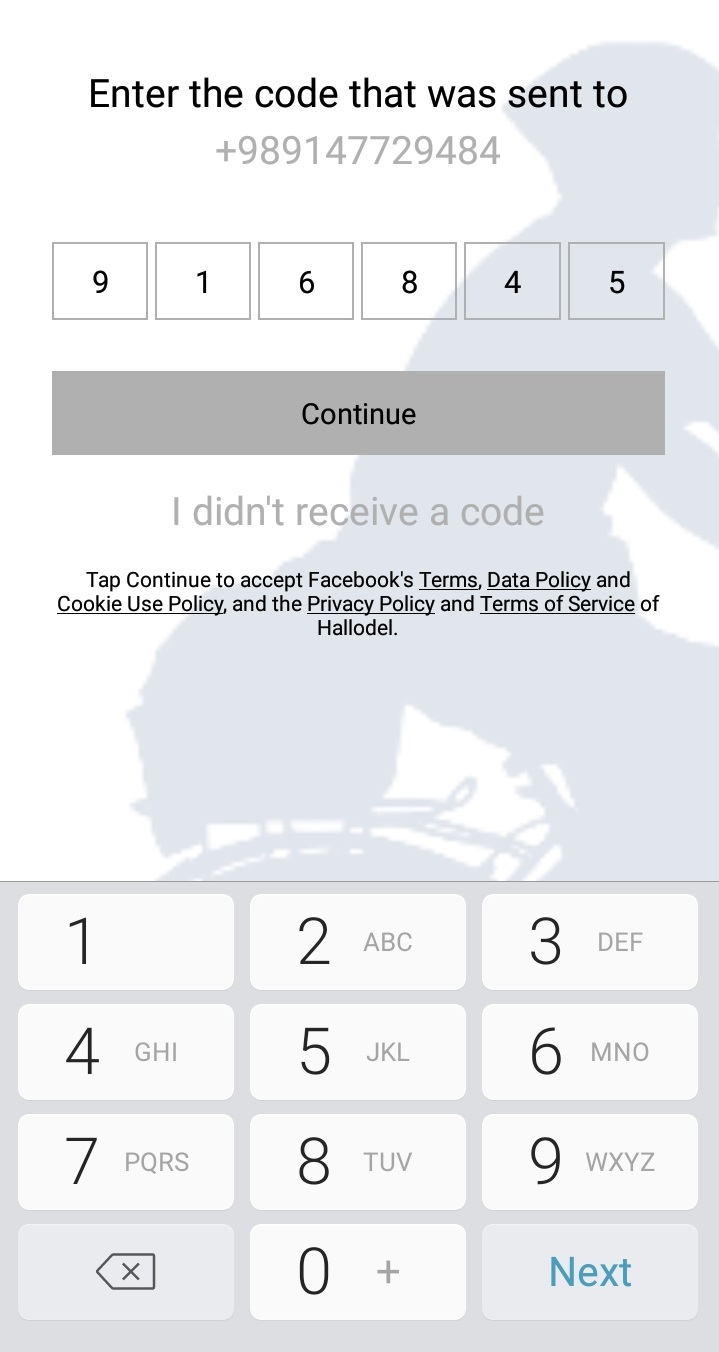 Enter the code that was sent to
+989147729484
9 1 6 8 4 5
Continue
I didn't receive a code
Tap Continue to accept Facebook's Terms, Data Policy and
Cookie Use Policy, and the Privacy Policy and Terms of Service of
Hallodel.
1 2 ABC 3 DEF
4 GHI 5 JKL 6 MNO
7 PQRS 8 TUV 9 WXYZ
0 + Next